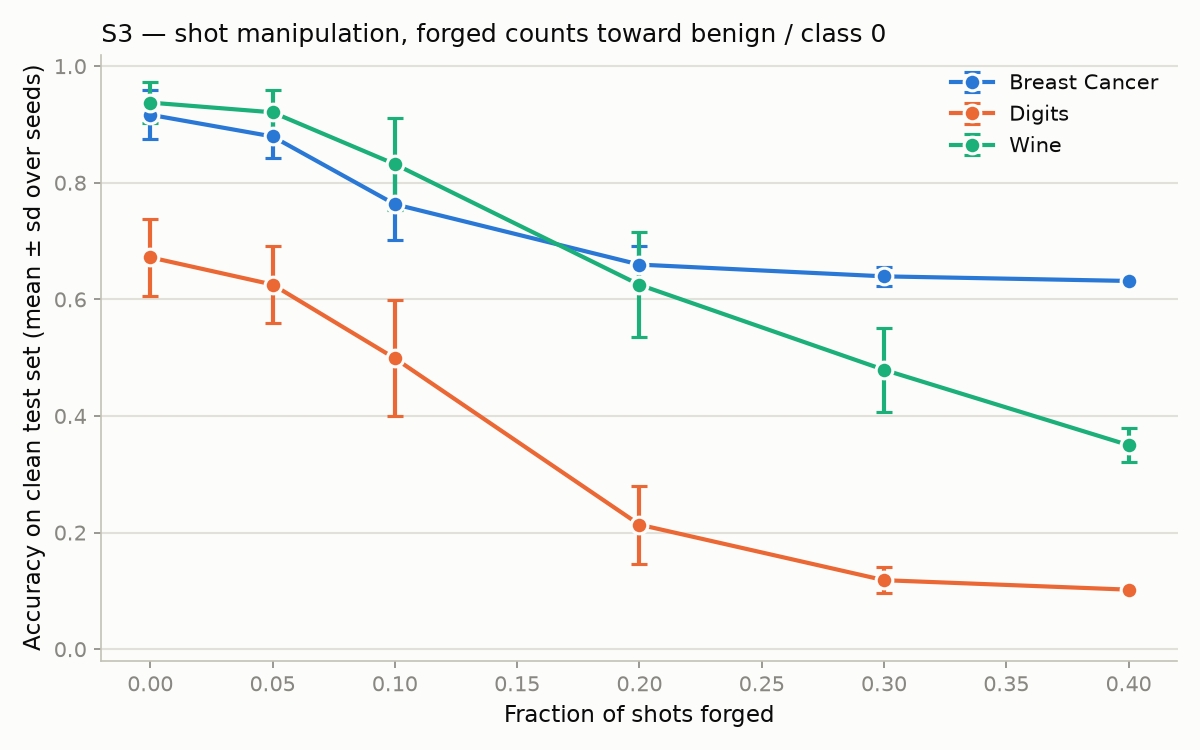 S3 — shot manipulation, forged counts toward benign / class 0
Accuracy on clean test set (mean ± sd over seeds)
1.0
0.8
0.6
0.4
0.2
0.0
Breast Cancer
Digits
Wine
0.00 0.05 0.10 0.15 0.20 0.25 0.30 0.35 0.40
Fraction of shots forged